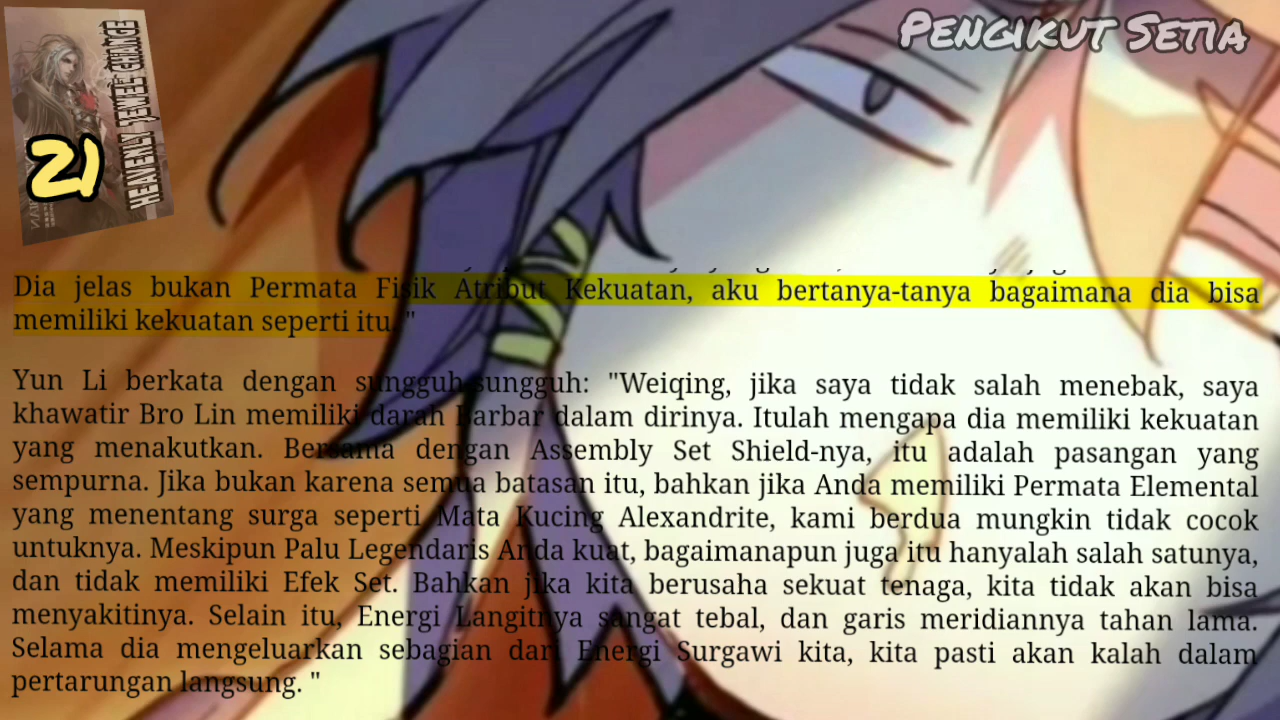 Pengikut Setia
HEAVENLY JEWEL CHANGE
21
Dia jelas bukan Permata Fisik Atribut Kekuatan, aku bertanya-tanya bagaimana dia bisa
memiliki kekuatan seperti itu. "
Yun Li berkata dengan sungguh-sungguh: "Weiqing, jika saya tidak salah menebak, saya
khawatir Bro Lin memiliki darah Barbar dalam dirinya. Itulah mengapa dia memiliki kekuatan
yang menakutkan. Bersama dengan Assembly Set Shield-nya, itu adalah pasangan yang
sempurna. Jika bukan karena semua batasan itu, bahkan jika Anda memiliki Permata Elemental
yang menentang surga seperti Mata Kucing Alexandrite, kami berdua mungkin tidak cocok
untuknya. Meskipun Palu Legendaris Anda kuat, bagaimanapun juga itu hanyalah salah satunya,
dan tidak memiliki Efek Set. Bahkan jika kita berusaha sekuat tenaga, kita tidak akan bisa
menyakitinya. Selain itu, Energi Langitnya sangat tebal, dan garis meridiannya tahan lama.
Selama dia mengeluarkan sebagian dari Energi Surgawi kita, kita pasti akan kalah dalam
pertarungan langsung. "